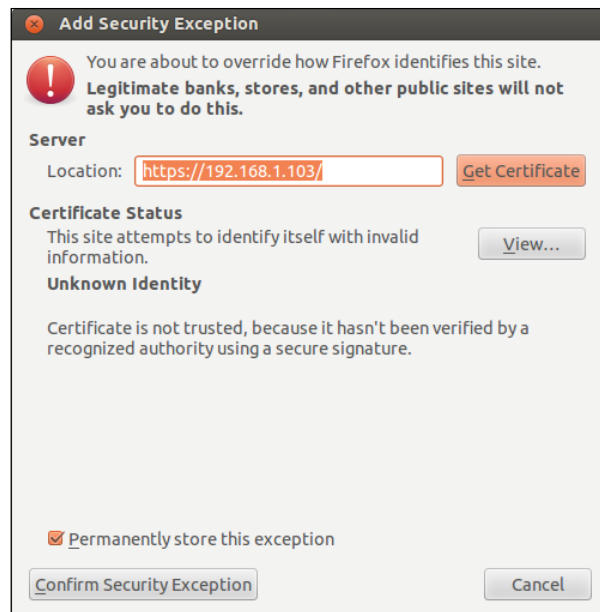 Add Security Exception
You are about to override how Firefox identifies this site.
Legitimate banks, stores, and other public sites will not
ask you to do this.
Server
Location: https://192.168.1.103/ Get Certificate
Certificate Status
This site attempts to identify itself with invalid
information.
View...
Unknown Identity
Certificate is not trusted, because it hasn't been verified by a
recognized authority using a secure signature.
Permanently store this exception
Confirm Security Exception Cancel